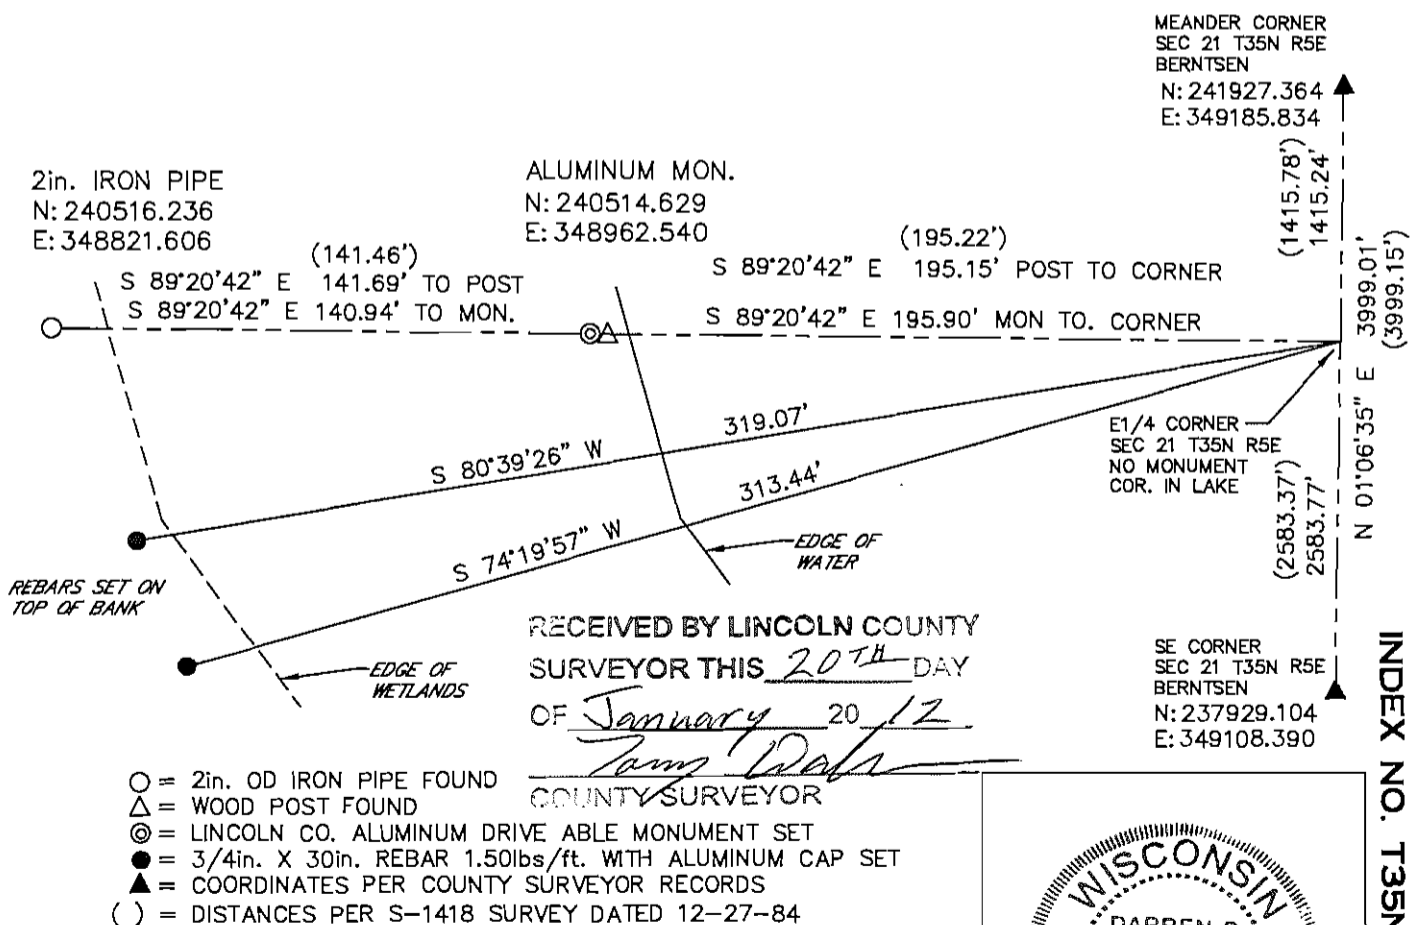 MEANDER CORNER
SEC 21 T35N R5E
BERNTSEN
N: 241927.364
E: 349185.834
2in. IRON PIPE
N: 240516.236
E: 348821.606
ALUMINUM MON.
N: 240514.629
E: 348962.540
(141.46')
S 89°20'42" E 141.69' TO POST
S 89°20'42" E 140.94' TO MON.
(195.22')
S 89°20'42" E 195.15' POST TO CORNER
S 89°20'42" E 195.90' MON TO. CORNER
(1415.78')
1415.24'
N 01°06'35" E 3999.01'
(3999.15')
E1/4 CORNER
SEC 21 T35N R5E
NO MONUMENT
COR. IN LAKE
(2583.37')
2583.77'
S 80°39'26" W 319.07'
S 74°19'57" W 313.44'
EDGE OF
WATER
REBARS SET ON
TOP OF BANK
EDGE OF
WETLANDS
SE CORNER
SEC 21 T35N R5E
BERNTSEN
N: 237929.104
E: 349108.390
RECEIVED BY LINCOLN COUNTY
SURVEYOR THIS 20TH DAY
OF January 20 12
COUNTY SURVEYOR
○ = 2in. OD IRON PIPE FOUND
△ = WOOD POST FOUND
◎ = LINCOLN CO. ALUMINUM DRIVE ABLE MONUMENT SET
● = 3/4in. X 30in. REBAR 1.50lbs/ft. WITH ALUMINUM CAP SET
▲ = COORDINATES PER COUNTY SURVEYOR RECORDS
( ) = DISTANCES PER S-1418 SURVEY DATED 12-27-84
INDEX NO. T35N
WISCONSIN